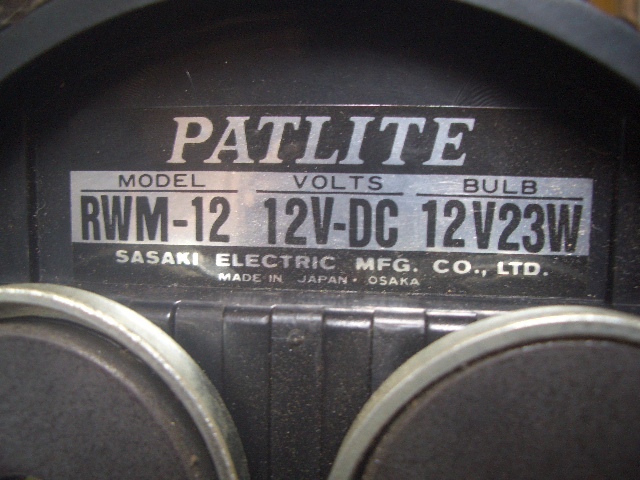 PATLITE
MODEL VOLTS BULB
RWM-12 12V-DC 12V23W
SASAKI ELECTRIC MFG. CO., LTD.
MADE IN JAPAN · OSAKA